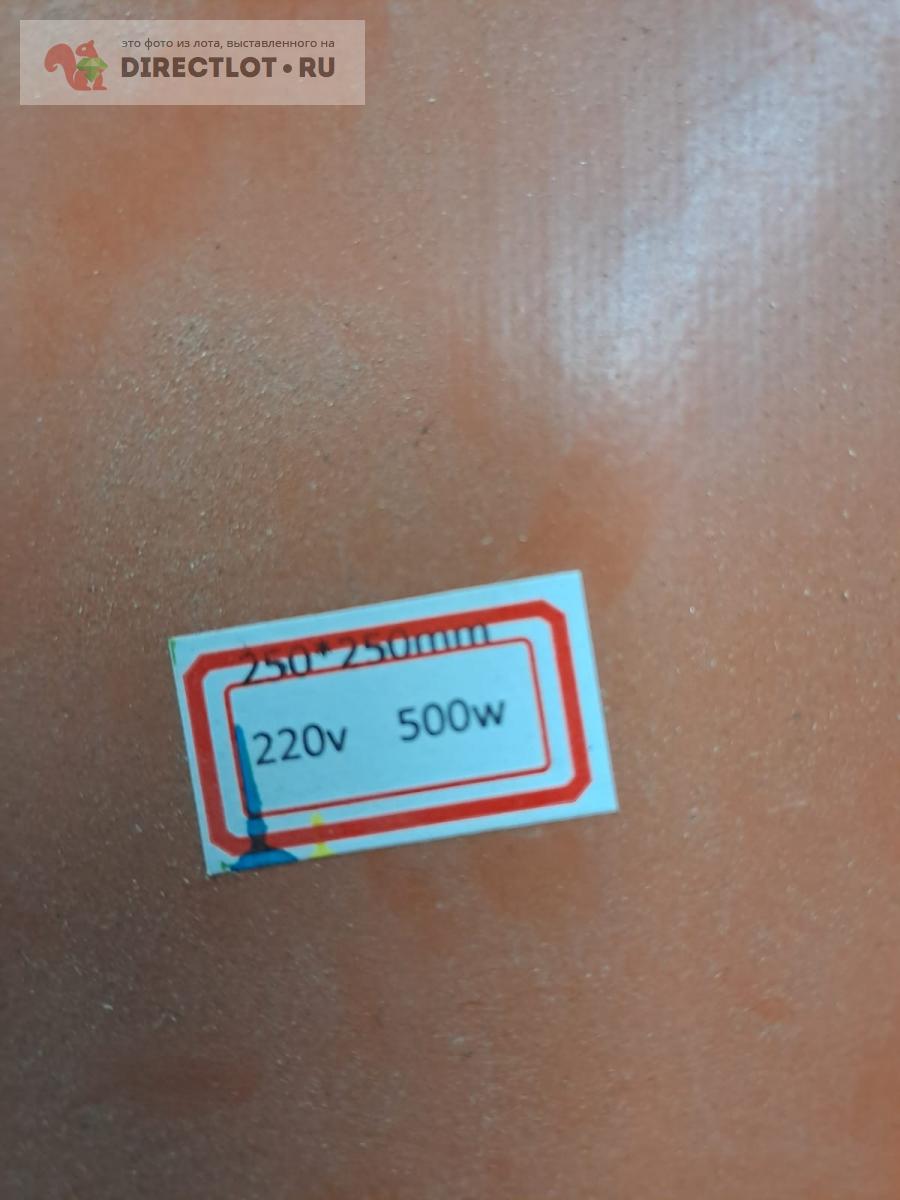 это фото из лота, выставленного на
DIRECTLOT•RU
250*250mm
220v 500w